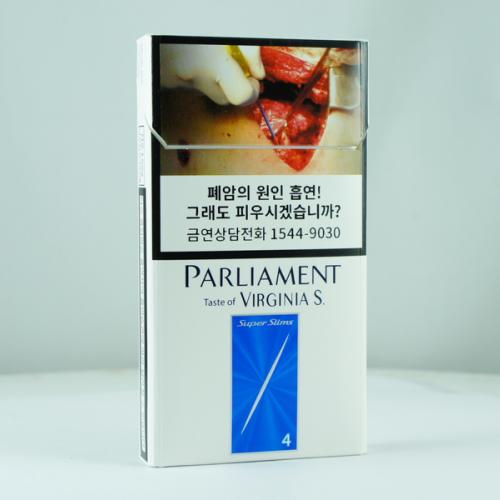 폐암의 원인 흡연!
그래도 피우시겠습니까?
금연상담전화 1544-9030
PARLIAMENT
Taste of VIRGINIA S.
Super Slims
4